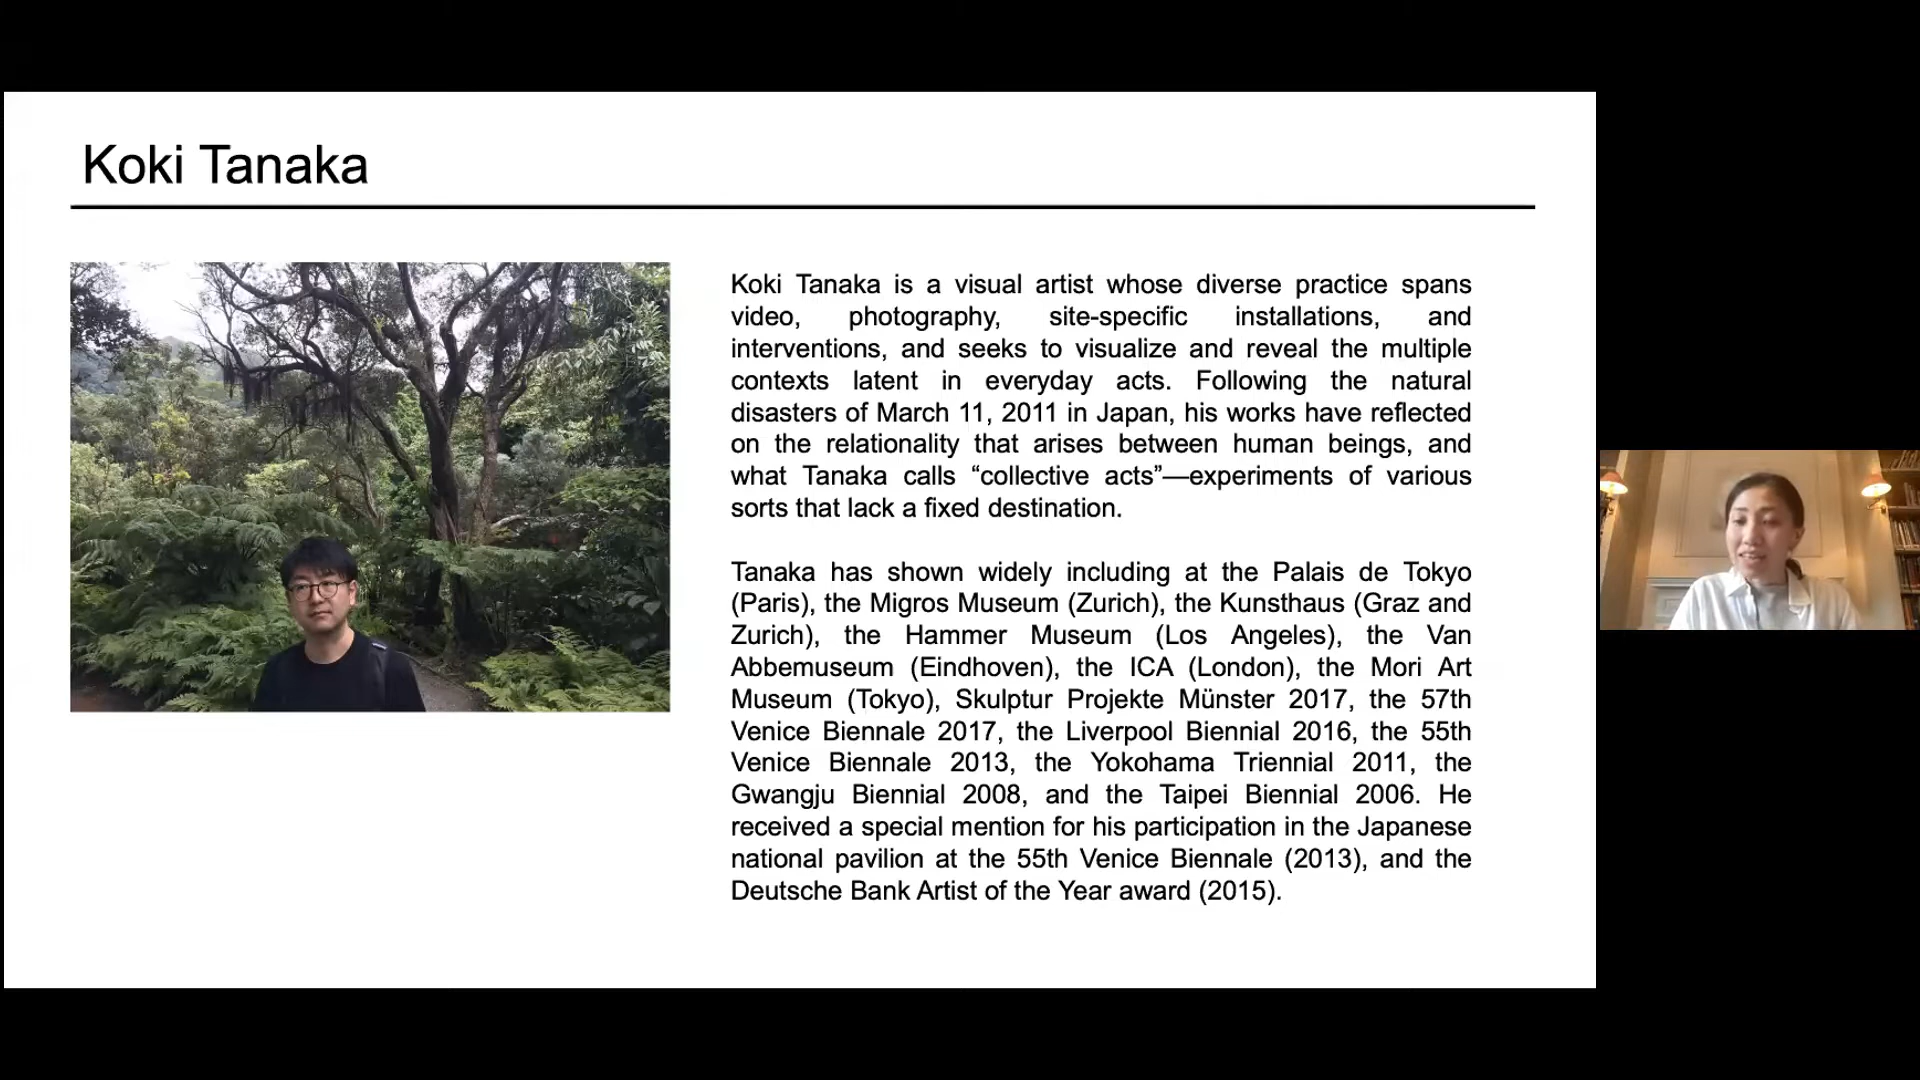 Koki Tanaka
Koki Tanaka is a visual artist whose diverse practice spans
video, photography, site-specific installations, and
interventions, and seeks to visualize and reveal the multiple
contexts latent in everyday acts. Following the natural
disasters of March 11, 2011 in Japan, his works have reflected
on the relationality that arises between human beings, and
what Tanaka calls “collective acts”—experiments of various
sorts that lack a fixed destination.
Tanaka has shown widely including at the Palais de Tokyo
(Paris), the Migros Museum (Zurich), the Kunsthaus (Graz and
Zurich), the Hammer Museum (Los Angeles), the Van
Abbemuseum (Eindhoven), the ICA (London), the Mori Art
Museum (Tokyo), Skulptur Projekte Münster 2017, the 57th
Venice Biennale 2017, the Liverpool Biennial 2016, the 55th
Venice Biennale 2013, the Yokohama Triennial 2011, the
Gwangju Biennial 2008, and the Taipei Biennial 2006. He
received a special mention for his participation in the Japanese
national pavilion at the 55th Venice Biennale (2013), and the
Deutsche Bank Artist of the Year award (2015).